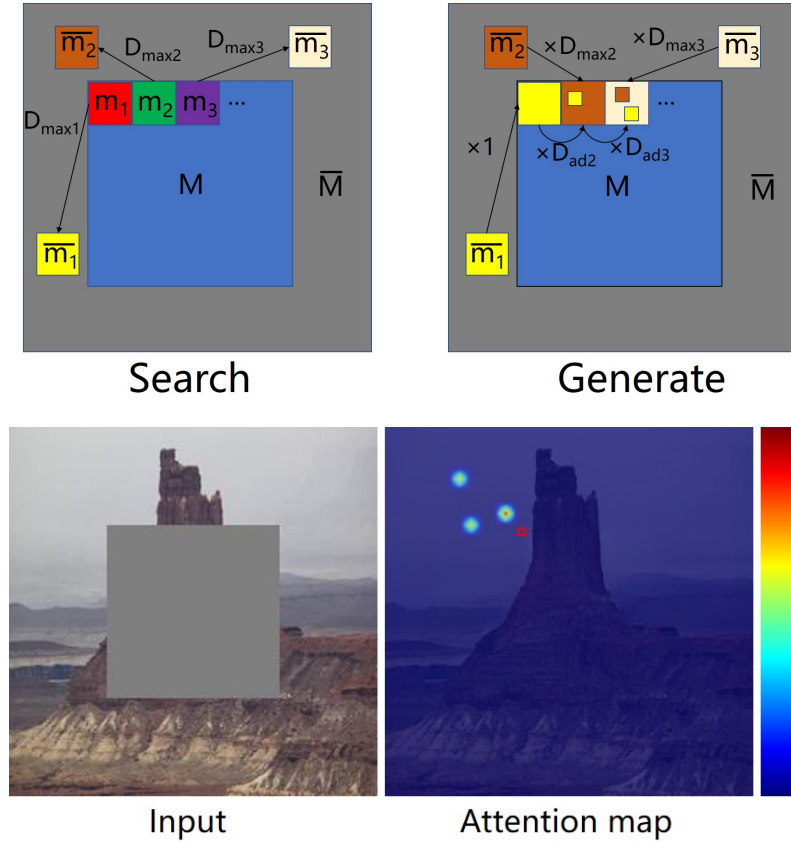 m̅₂ D_max2 D_max3 m̅₃
m₁ m₂ m₃ ...
D_max1
M M̅
m̅₁
Search
m̅₂ ×D_max2 ×D_max3 m̅₃
...
×1 ×D_ad2 ×D_ad3
M M̅
m̅₁
Generate
Input
Attention map